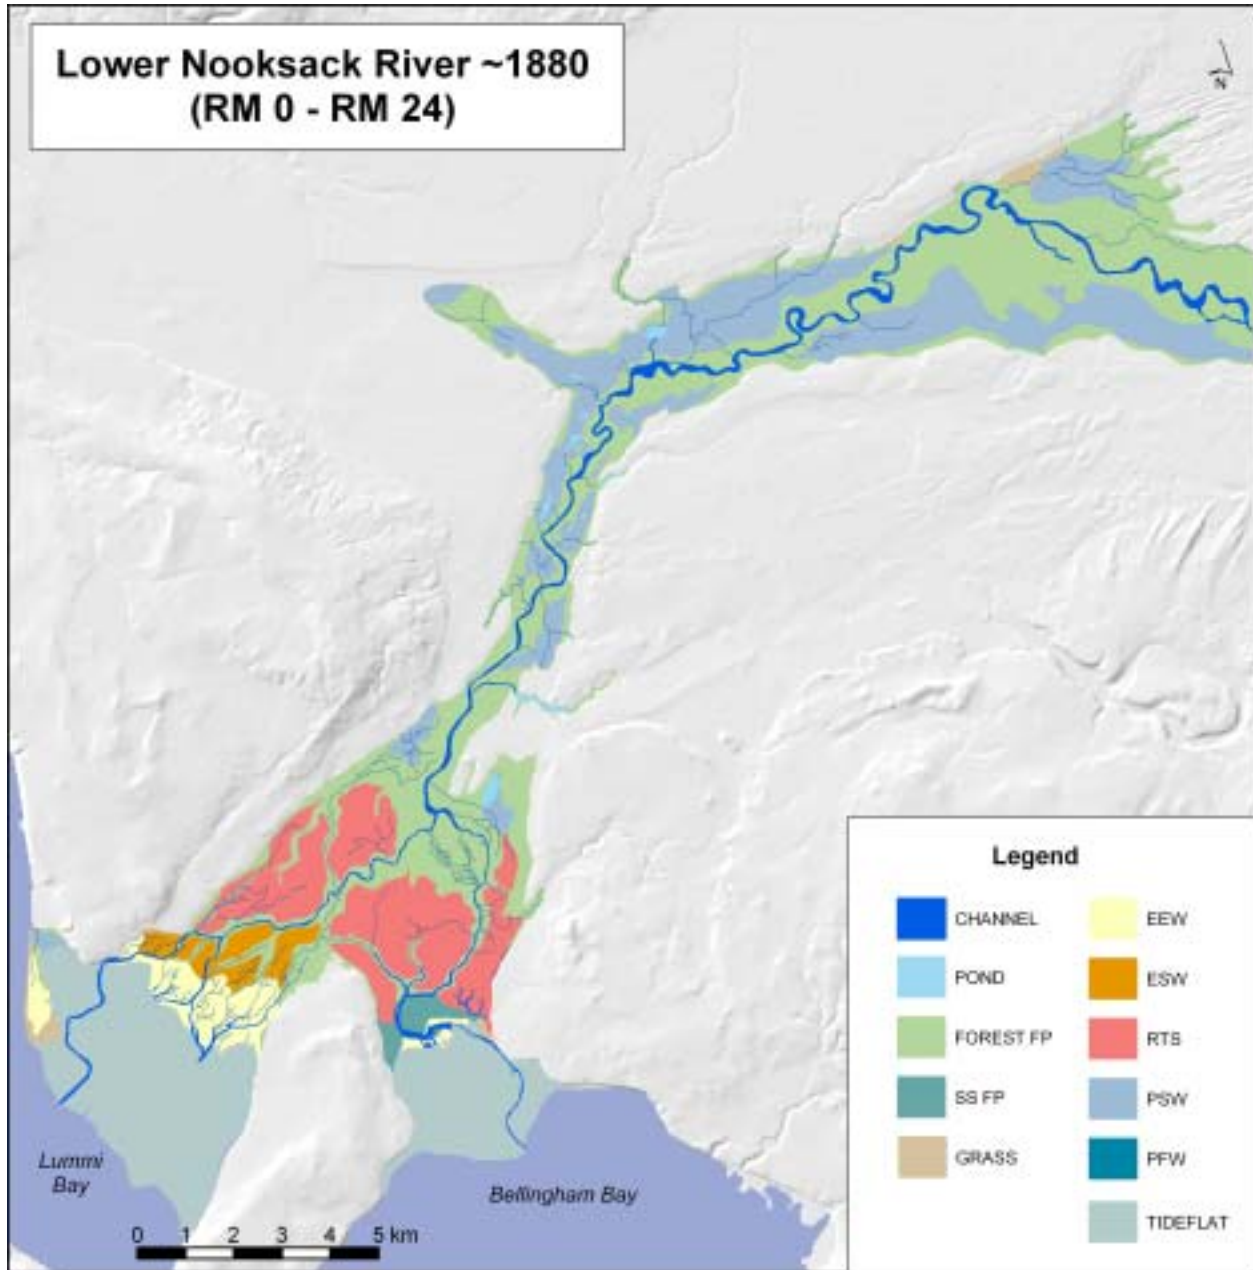 Lower Nooksack River ~1880
(RM 0 - RM 24)
N
Legend
CHANNEL
POND
FOREST FP
SS FP
GRASS
EEW
ESW
RTS
PSW
PFW
TIDEFLAT
Lummi
Bay
Bellingham Bay
0 1 2 3 4 5 km